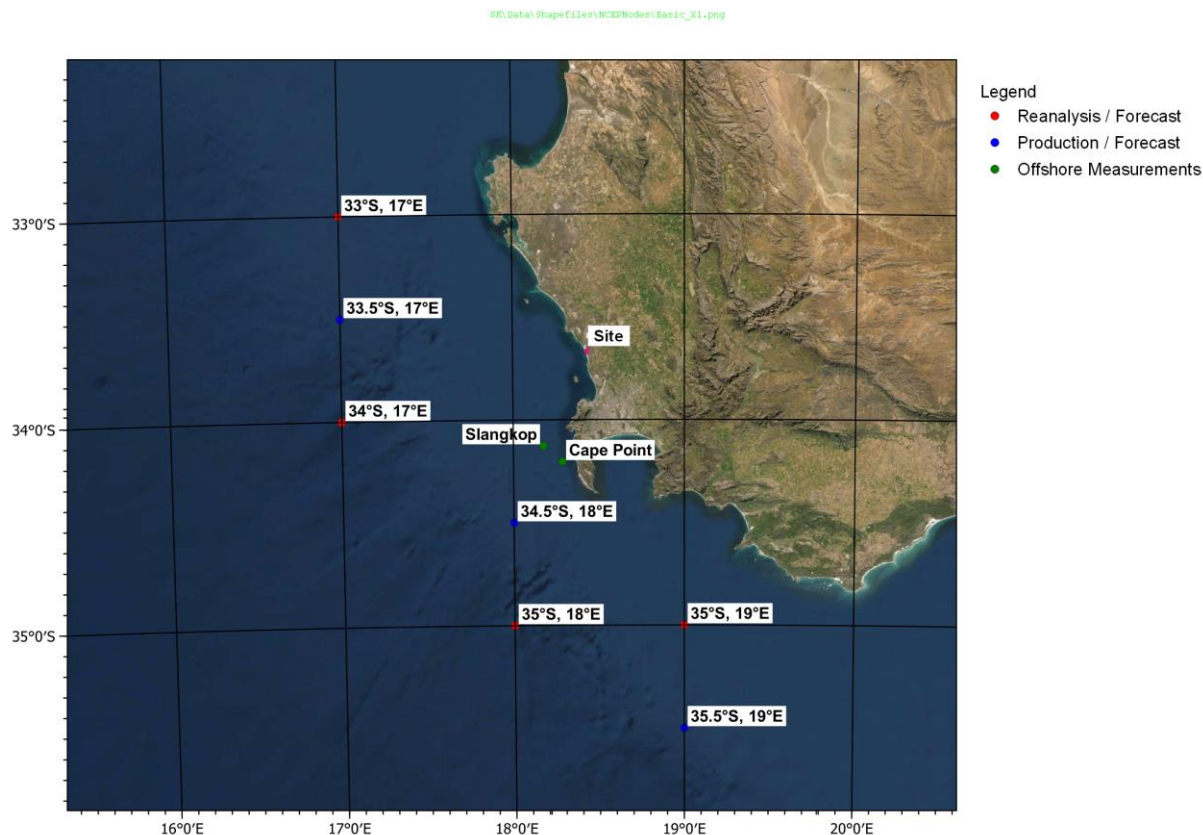 SK\Data\Shapefiles\NCEPNodes\Basic_X1.png
Legend
Reanalysis / Forecast
Production / Forecast
Offshore Measurements
33°S, 17°E
33°0'S
33.5°S, 17°E
Site
34°S, 17°E
34°0'S
Slangkop
Cape Point
34.5°S, 18°E
35°S, 18°E
35°S, 19°E
35°0'S
35.5°S, 19°E
16°0'E
17°0'E
18°0'E
19°0'E
20°0'E